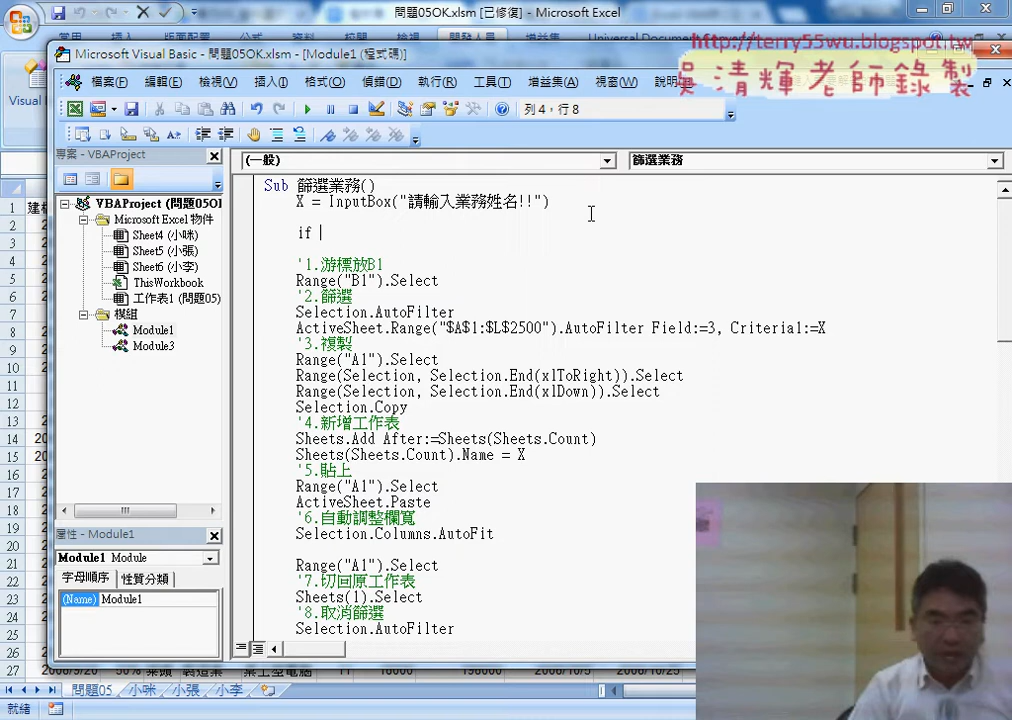 問題05OK.xlsm [已修復] - Microsoft Excel
Microsoft Visual Basic - 問題05OK.xlsm - [Module1 (程式碼)]
http://terry55wu.blogspot.tw
吳清輝老師錄製
檔案(F) 編輯(E) 檢視(V) 插入(I) 格式(O) 偵錯(D) 執行(R) 工具(T) 增益集(A) 視窗(W) 說明(H)
Visual
列 4，行 8
專案 - VBAProject
(一般)
篩選業務
VBAProject (問題05OK
Microsoft Excel 物件
Sheet4 (小咪)
Sheet5 (小張)
Sheet6 (小李)
ThisWorkbook
工作表1 (問題05)
模組
Module1
Module3
屬性 - Module1
Module1 Module
字母順序 性質分類
(Name) Module1
Sub 篩選業務()
X = InputBox("請輸入業務姓名!!")
if
'1.游標放B1
Range("B1").Select
'2.篩選
Selection.AutoFilter
ActiveSheet.Range("$A$1:$L$2500").AutoFilter Field:=3, Criteria1:=X
'3.複製
Range("A1").Select
Range(Selection, Selection.End(xlToRight)).Select
Range(Selection, Selection.End(xlDown)).Select
Selection.Copy
'4.新增工作表
Sheets.Add After:=Sheets(Sheets.Count)
Sheets(Sheets.Count).Name = X
'5.貼上
Range("A1").Select
ActiveSheet.Paste
'6.自動調整欄寬
Selection.Columns.AutoFit
Range("A1").Select
'7.切回原工作表
Sheets(1).Select
'8.取消篩選
Selection.AutoFilter
問題05 小咪 小張 小李
就緒